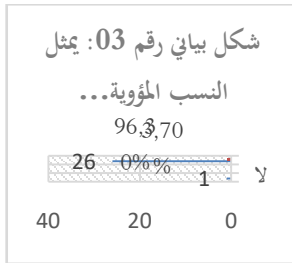 شكل بياني رقم 03: يمثل
النسب المؤوية...
96,3 3,70
26 0% %
1 لا
40 20 0